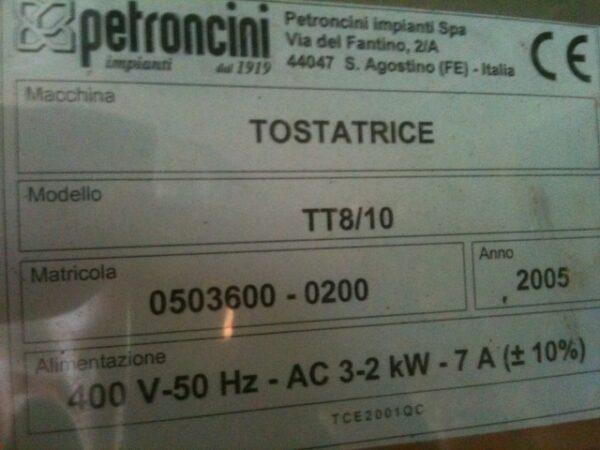 petroncini
impianti dal 1919
Petroncini impianti Spa
Via del Fantino, 2/A
44047 S. Agostino (FE) - Italia
CE
Macchina
TOSTATRICE
Modello
TT8/10
Matricola
0503600 - 0200
Anno
2005
Alimentazione
400 V-50 Hz - AC 3-2 kW - 7 A (± 10%)
TCE2001QC